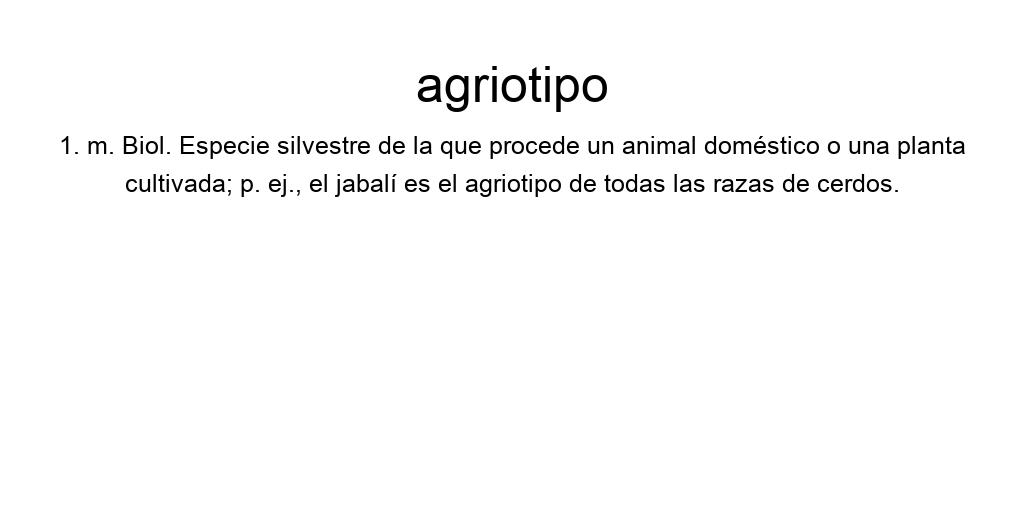 agriotipo
1. m. Biol. Especie silvestre de la que procede un animal doméstico o una planta
cultivada; p. ej., el jabalí es el agriotipo de todas las razas de cerdos.